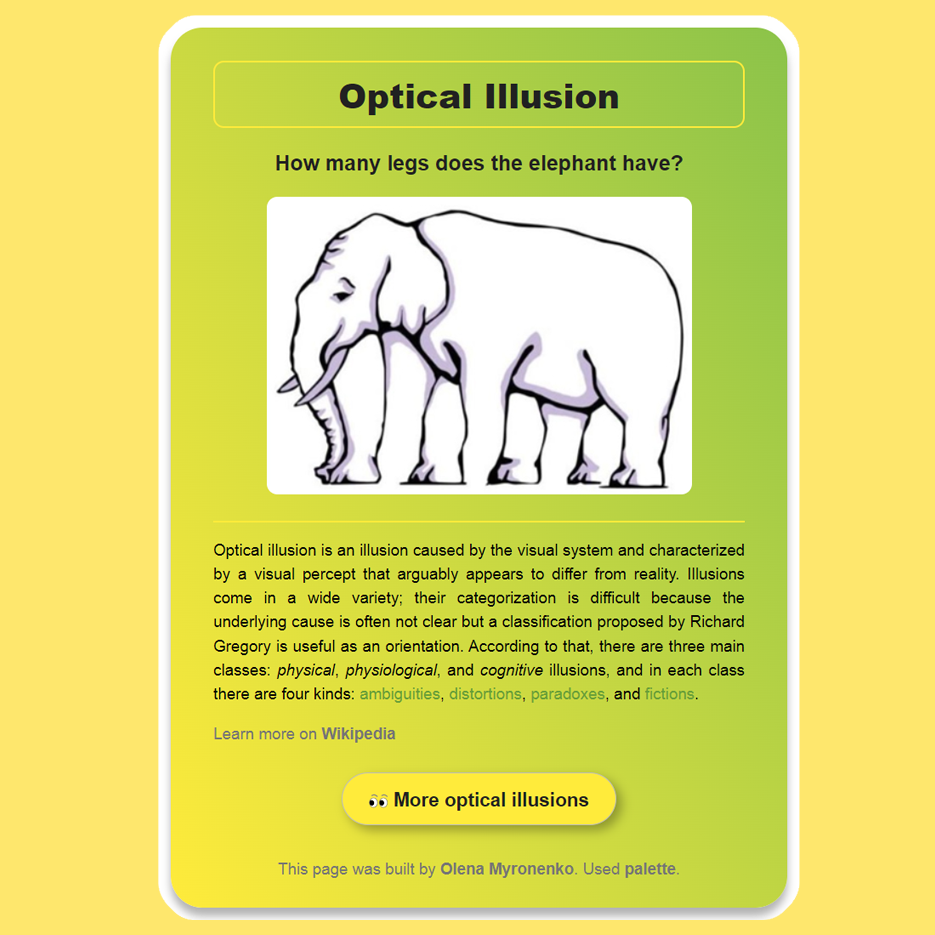 Optical Illusion
How many legs does the elephant have?
Optical illusion is an illusion caused by the visual system and characterized
by a visual percept that arguably appears to differ from reality. Illusions
come in a wide variety; their categorization is difficult because the
underlying cause is often not clear but a classification proposed by Richard
Gregory is useful as an orientation. According to that, there are three main
classes: physical, physiological, and cognitive illusions, and in each class
there are four kinds: ambiguities, distortions, paradoxes, and fictions.
Learn more on Wikipedia
👀 More optical illusions
This page was built by Olena Myronenko. Used palette.